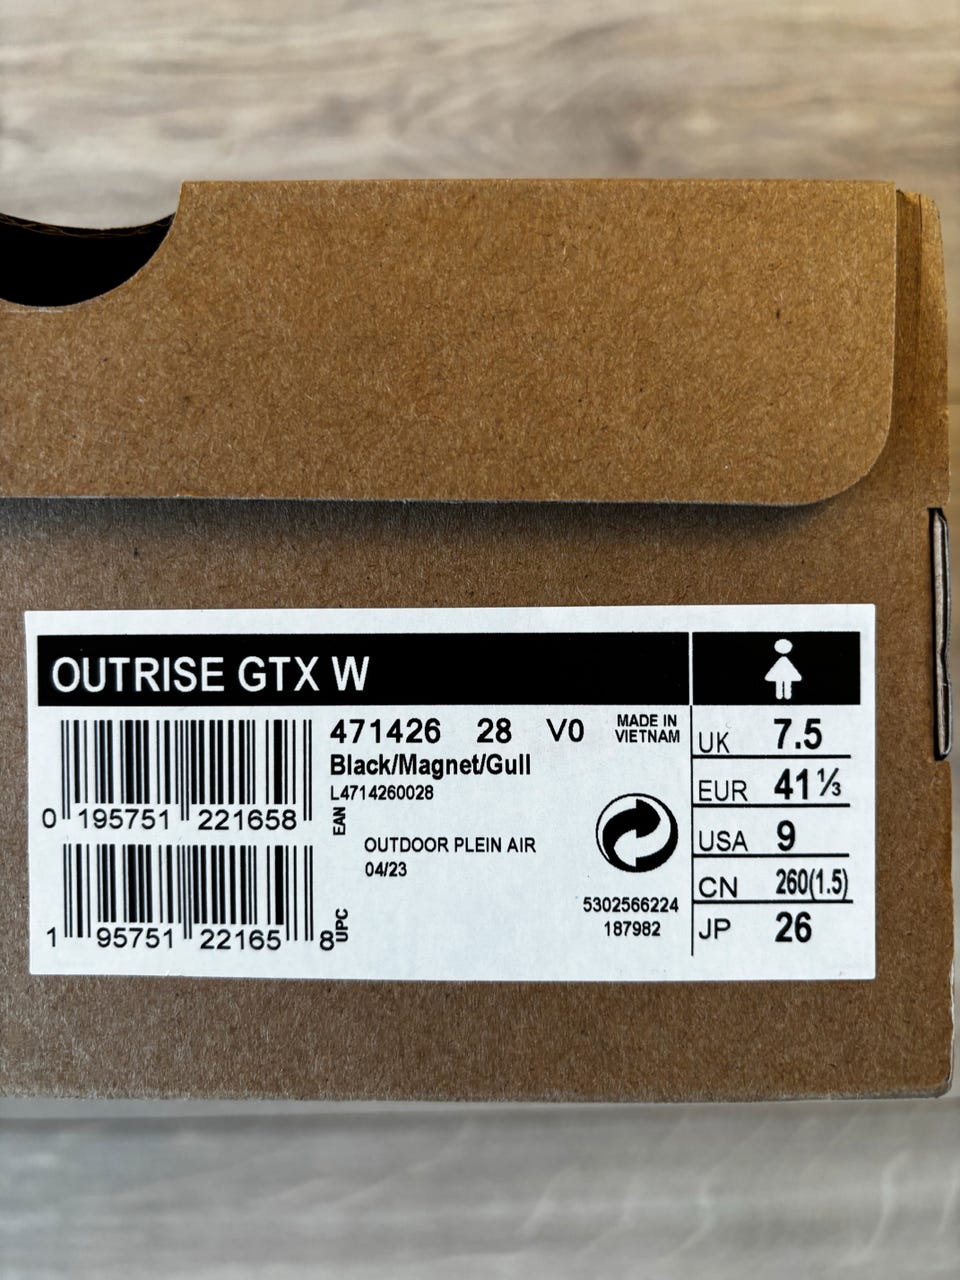 OUTRISE GTX W
471426 28 V0
MADE IN
VIETNAM
Black/Magnet/Gull
L4714260028
0 195751 221658
EAN
OUTDOOR PLEIN AIR
04/23
1 95751 22165 8
UPC
5302566224
187982
UK 7.5
EUR 41⅓
USA 9
CN 260(1.5)
JP 26